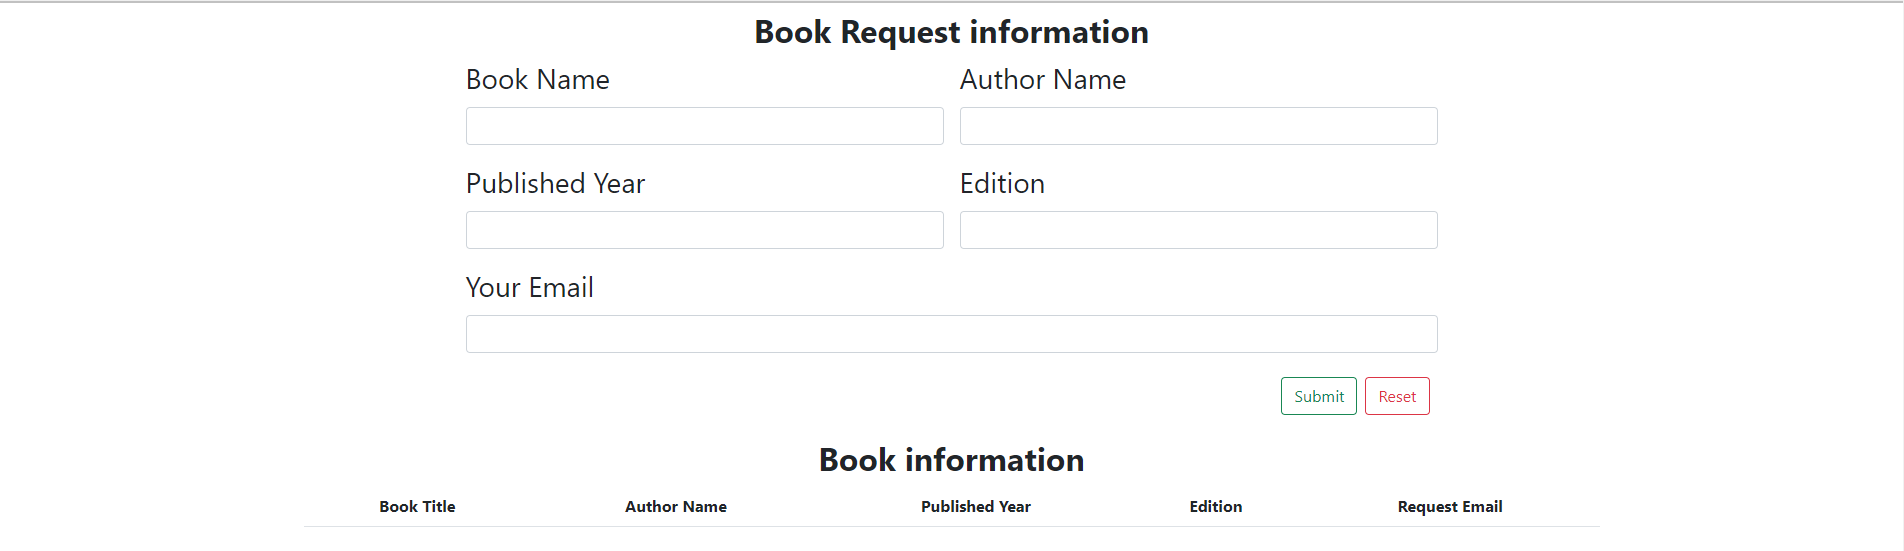 Book Request information
Book Name Author Name
Published Year Edition
Your Email
Submit Reset
Book information
Book Title Author Name Published Year Edition Request Email